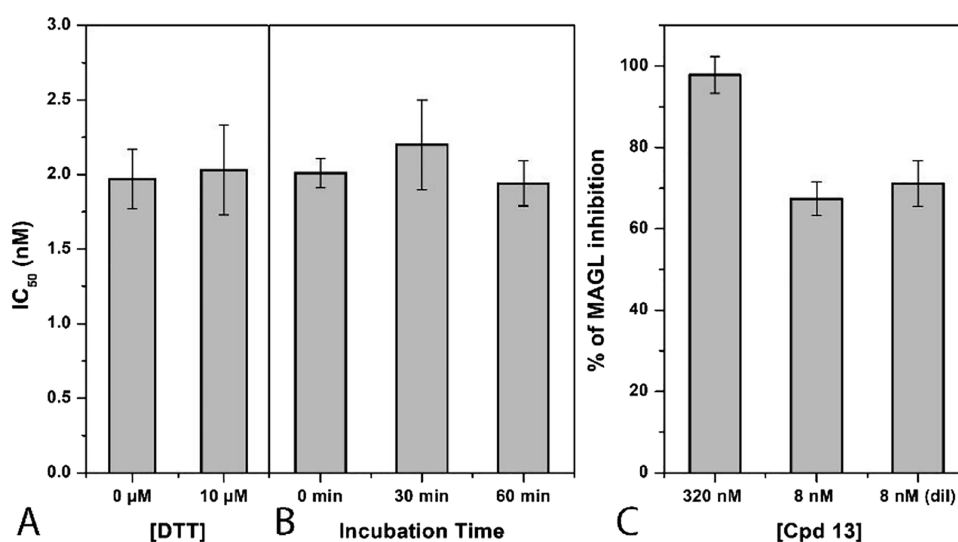 3.0
2.5
2.0
1.5
1.0
0.5
0.0
IC50 (nM)
0 μM 10 μM
[DTT]
A
0 min 30 min 60 min
Incubation Time
B
100
80
60
40
20
0
% of MAGL inhibition
320 nM 8 nM 8 nM (dil)
[Cpd 13]
C